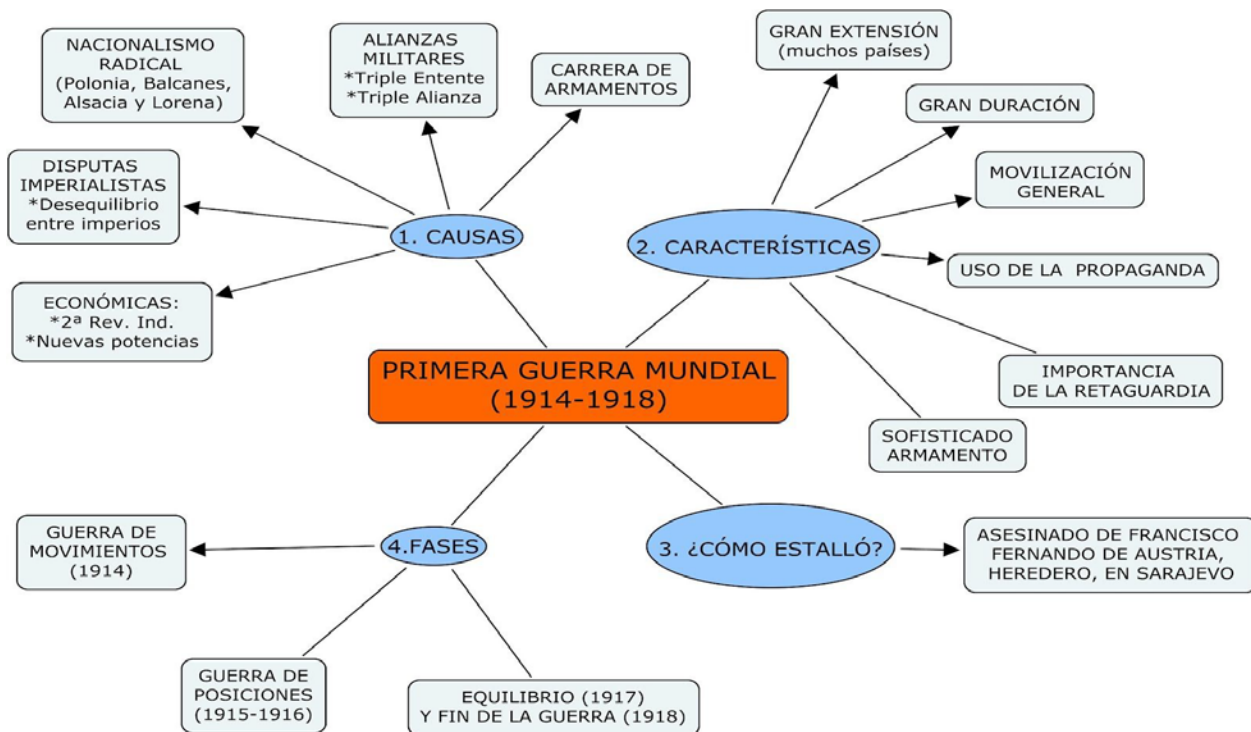 PRIMERA GUERRA MUNDIAL
(1914-1918)
1. CAUSAS
NACIONALISMO
RADICAL
(Polonia, Balcanes,
Alsacia y Lorena)
ALIANZAS
MILITARES
*Triple Entente
*Triple Alianza
CARRERA DE
ARMAMENTOS
DISPUTAS
IMPERIALISTAS
*Desequilibrio
entre imperios
ECONÓMICAS:
*2ª Rev. Ind.
*Nuevas potencias
2. CARACTERÍSTICAS
GRAN EXTENSIÓN
(muchos países)
GRAN DURACIÓN
MOVILIZACIÓN
GENERAL
USO DE LA PROPAGANDA
IMPORTANCIA
DE LA RETAGUARDIA
SOFISTICADO
ARMAMENTO
3. ¿CÓMO ESTALLÓ?
ASESINADO DE FRANCISCO
FERNANDO DE AUSTRIA,
HEREDERO, EN SARAJEVO
4.FASES
GUERRA DE
MOVIMIENTOS
(1914)
GUERRA DE
POSICIONES
(1915-1916)
EQUILIBRIO (1917)
Y FIN DE LA GUERRA (1918)